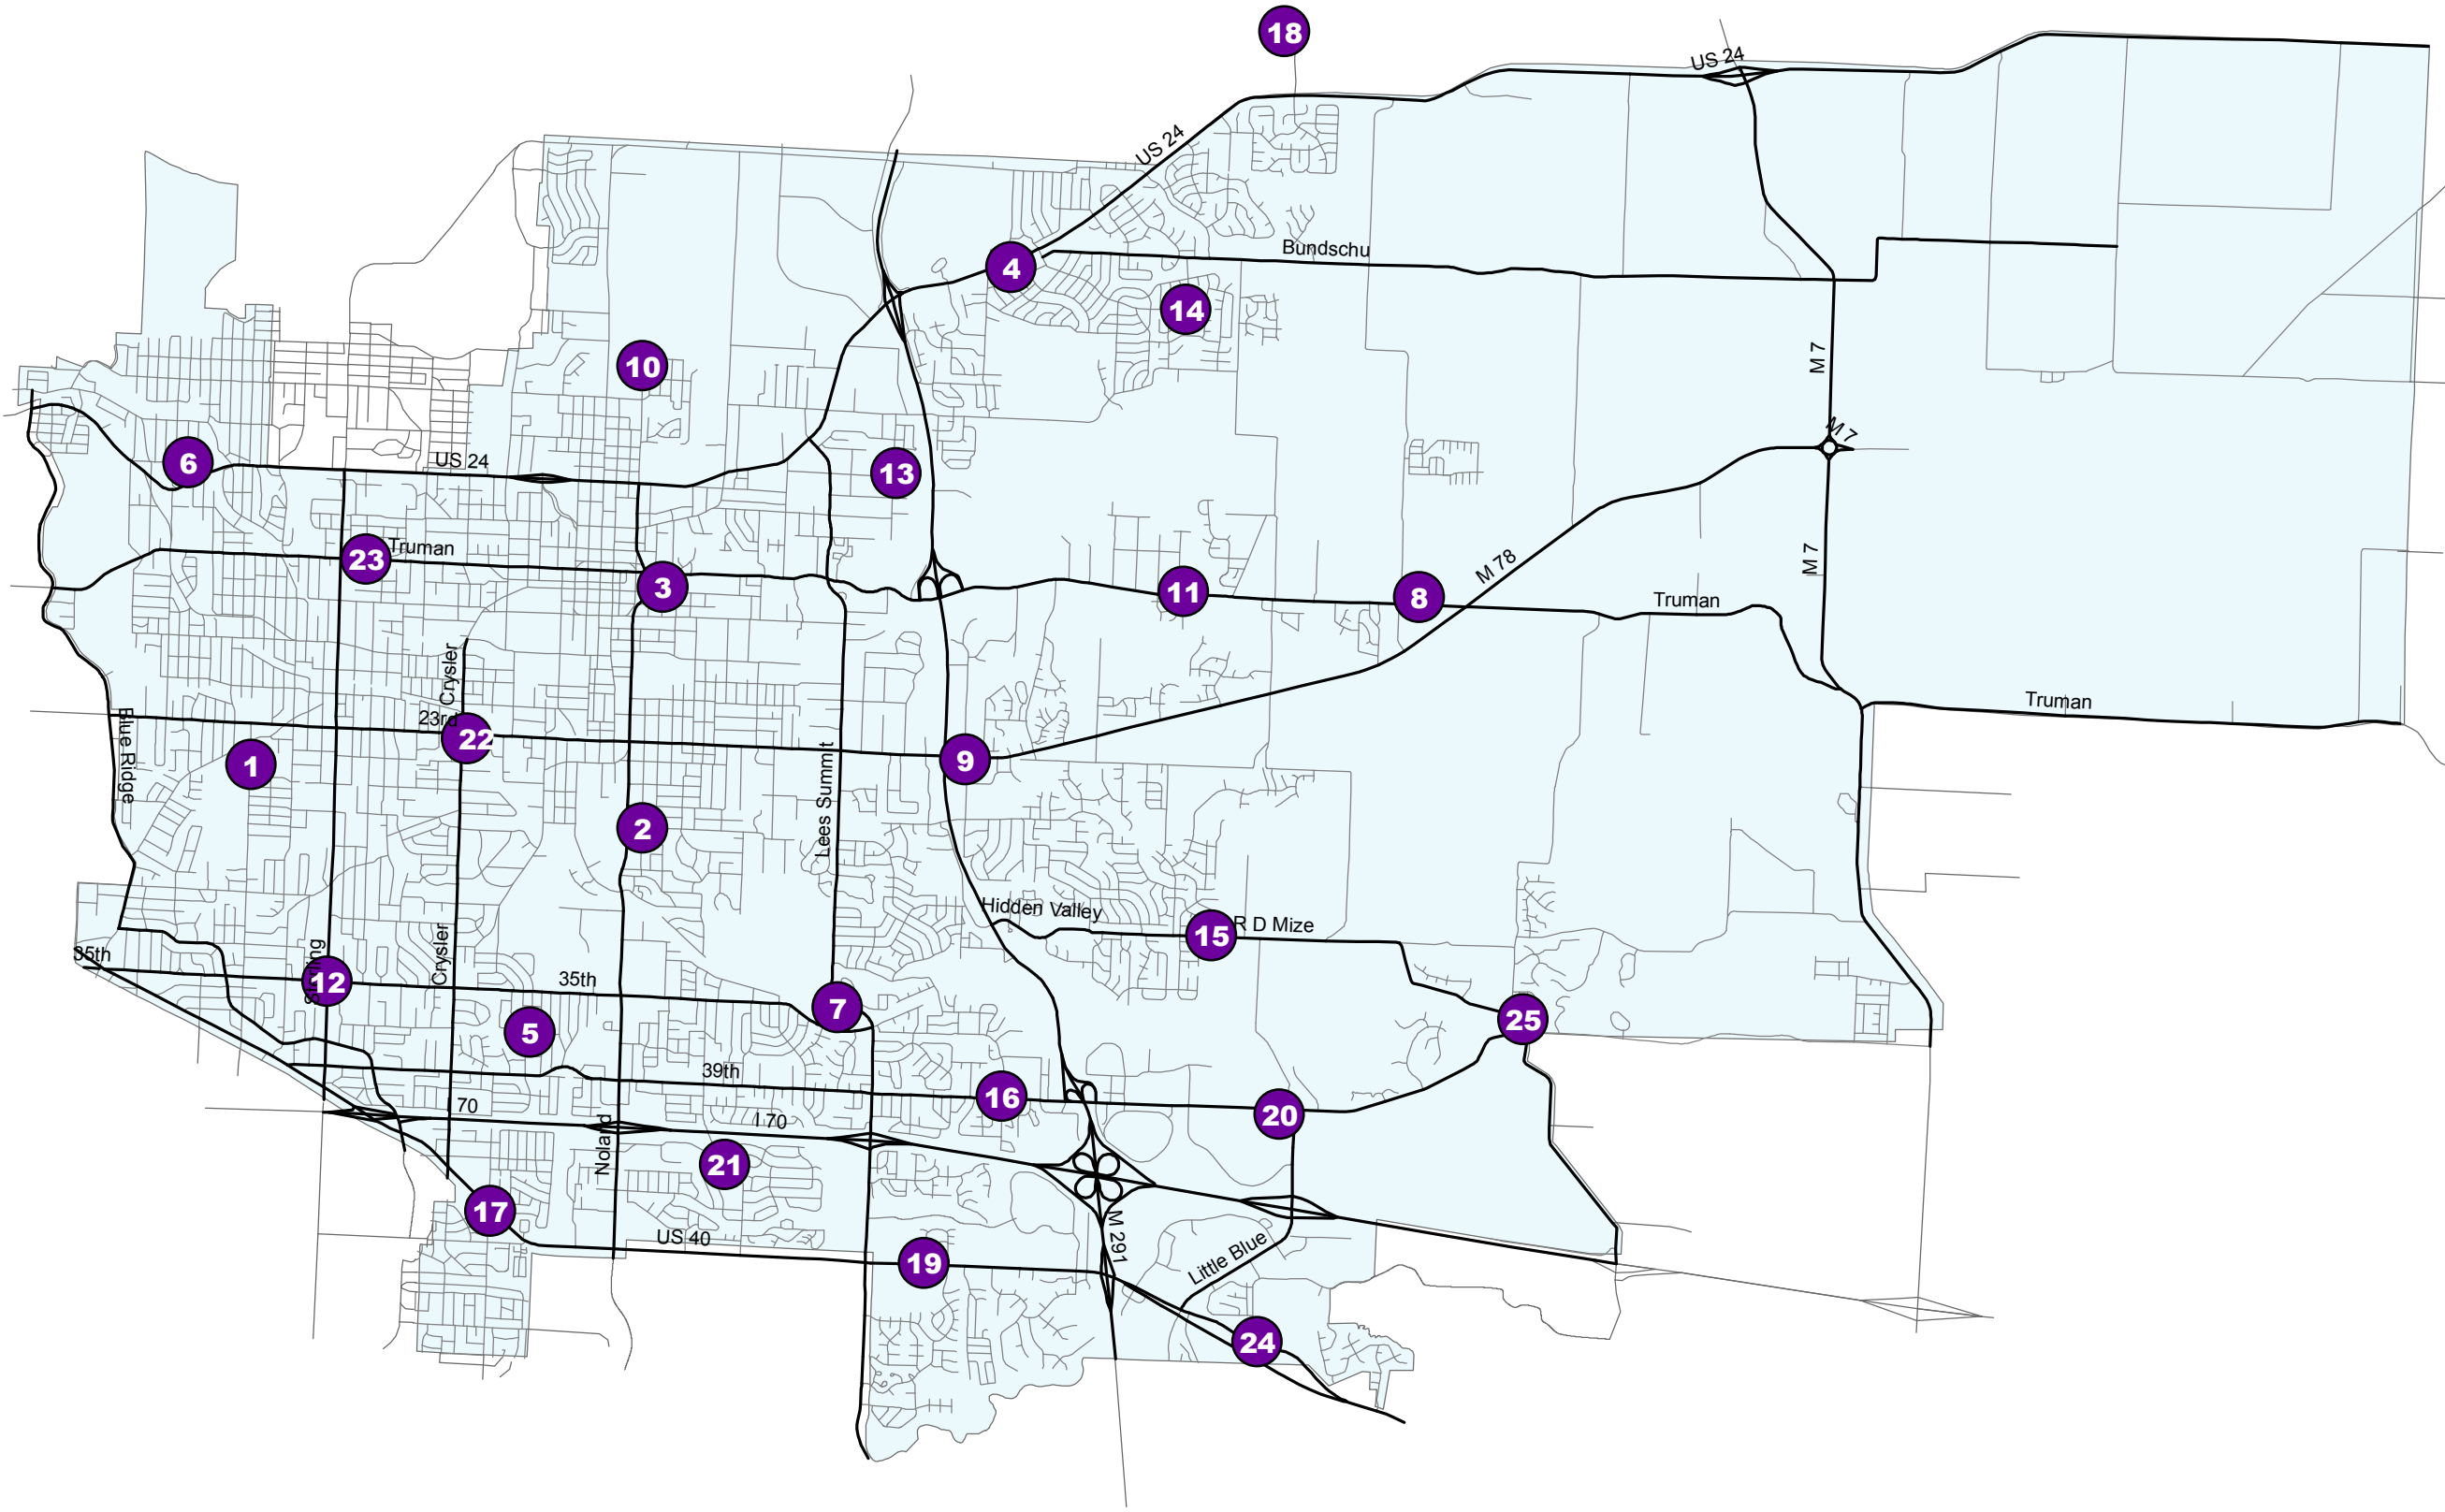 18
US 24
US 24
4
Bundschu
14
10
M 7
M 7
6
US 24
13
23
Truman
3
11
8
M 78
M 7
Truman
Crysler
23rd
22
Blue Ridge
1
9
Truman
2
Lees Summit
Hidden Valley
15
R D Mize
35th
Sterling
12
Crysler
35th
7
5
25
39th
16
20
I 70
I 70
Noland
21
17
US 40
19
M 291
Little Blue
24